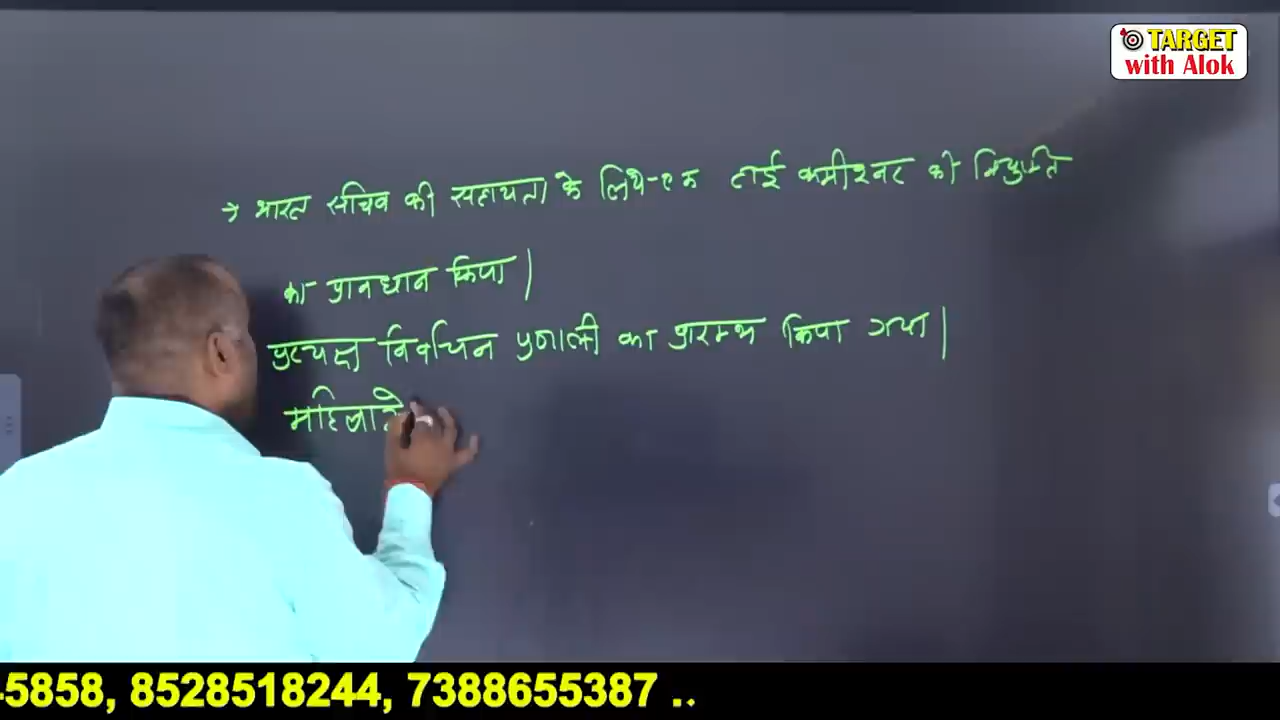 TARGET
with Alok
→ भारत सचिव की सहायता के लिये - एक हाई कमीश्नर की नियुक्ति
का प्रावधान किया |
प्रत्यक्ष निर्वाचन प्रणाली का प्रारम्भ किया गया |
महिलाओ
5858, 8528518244, 7388655387 ..